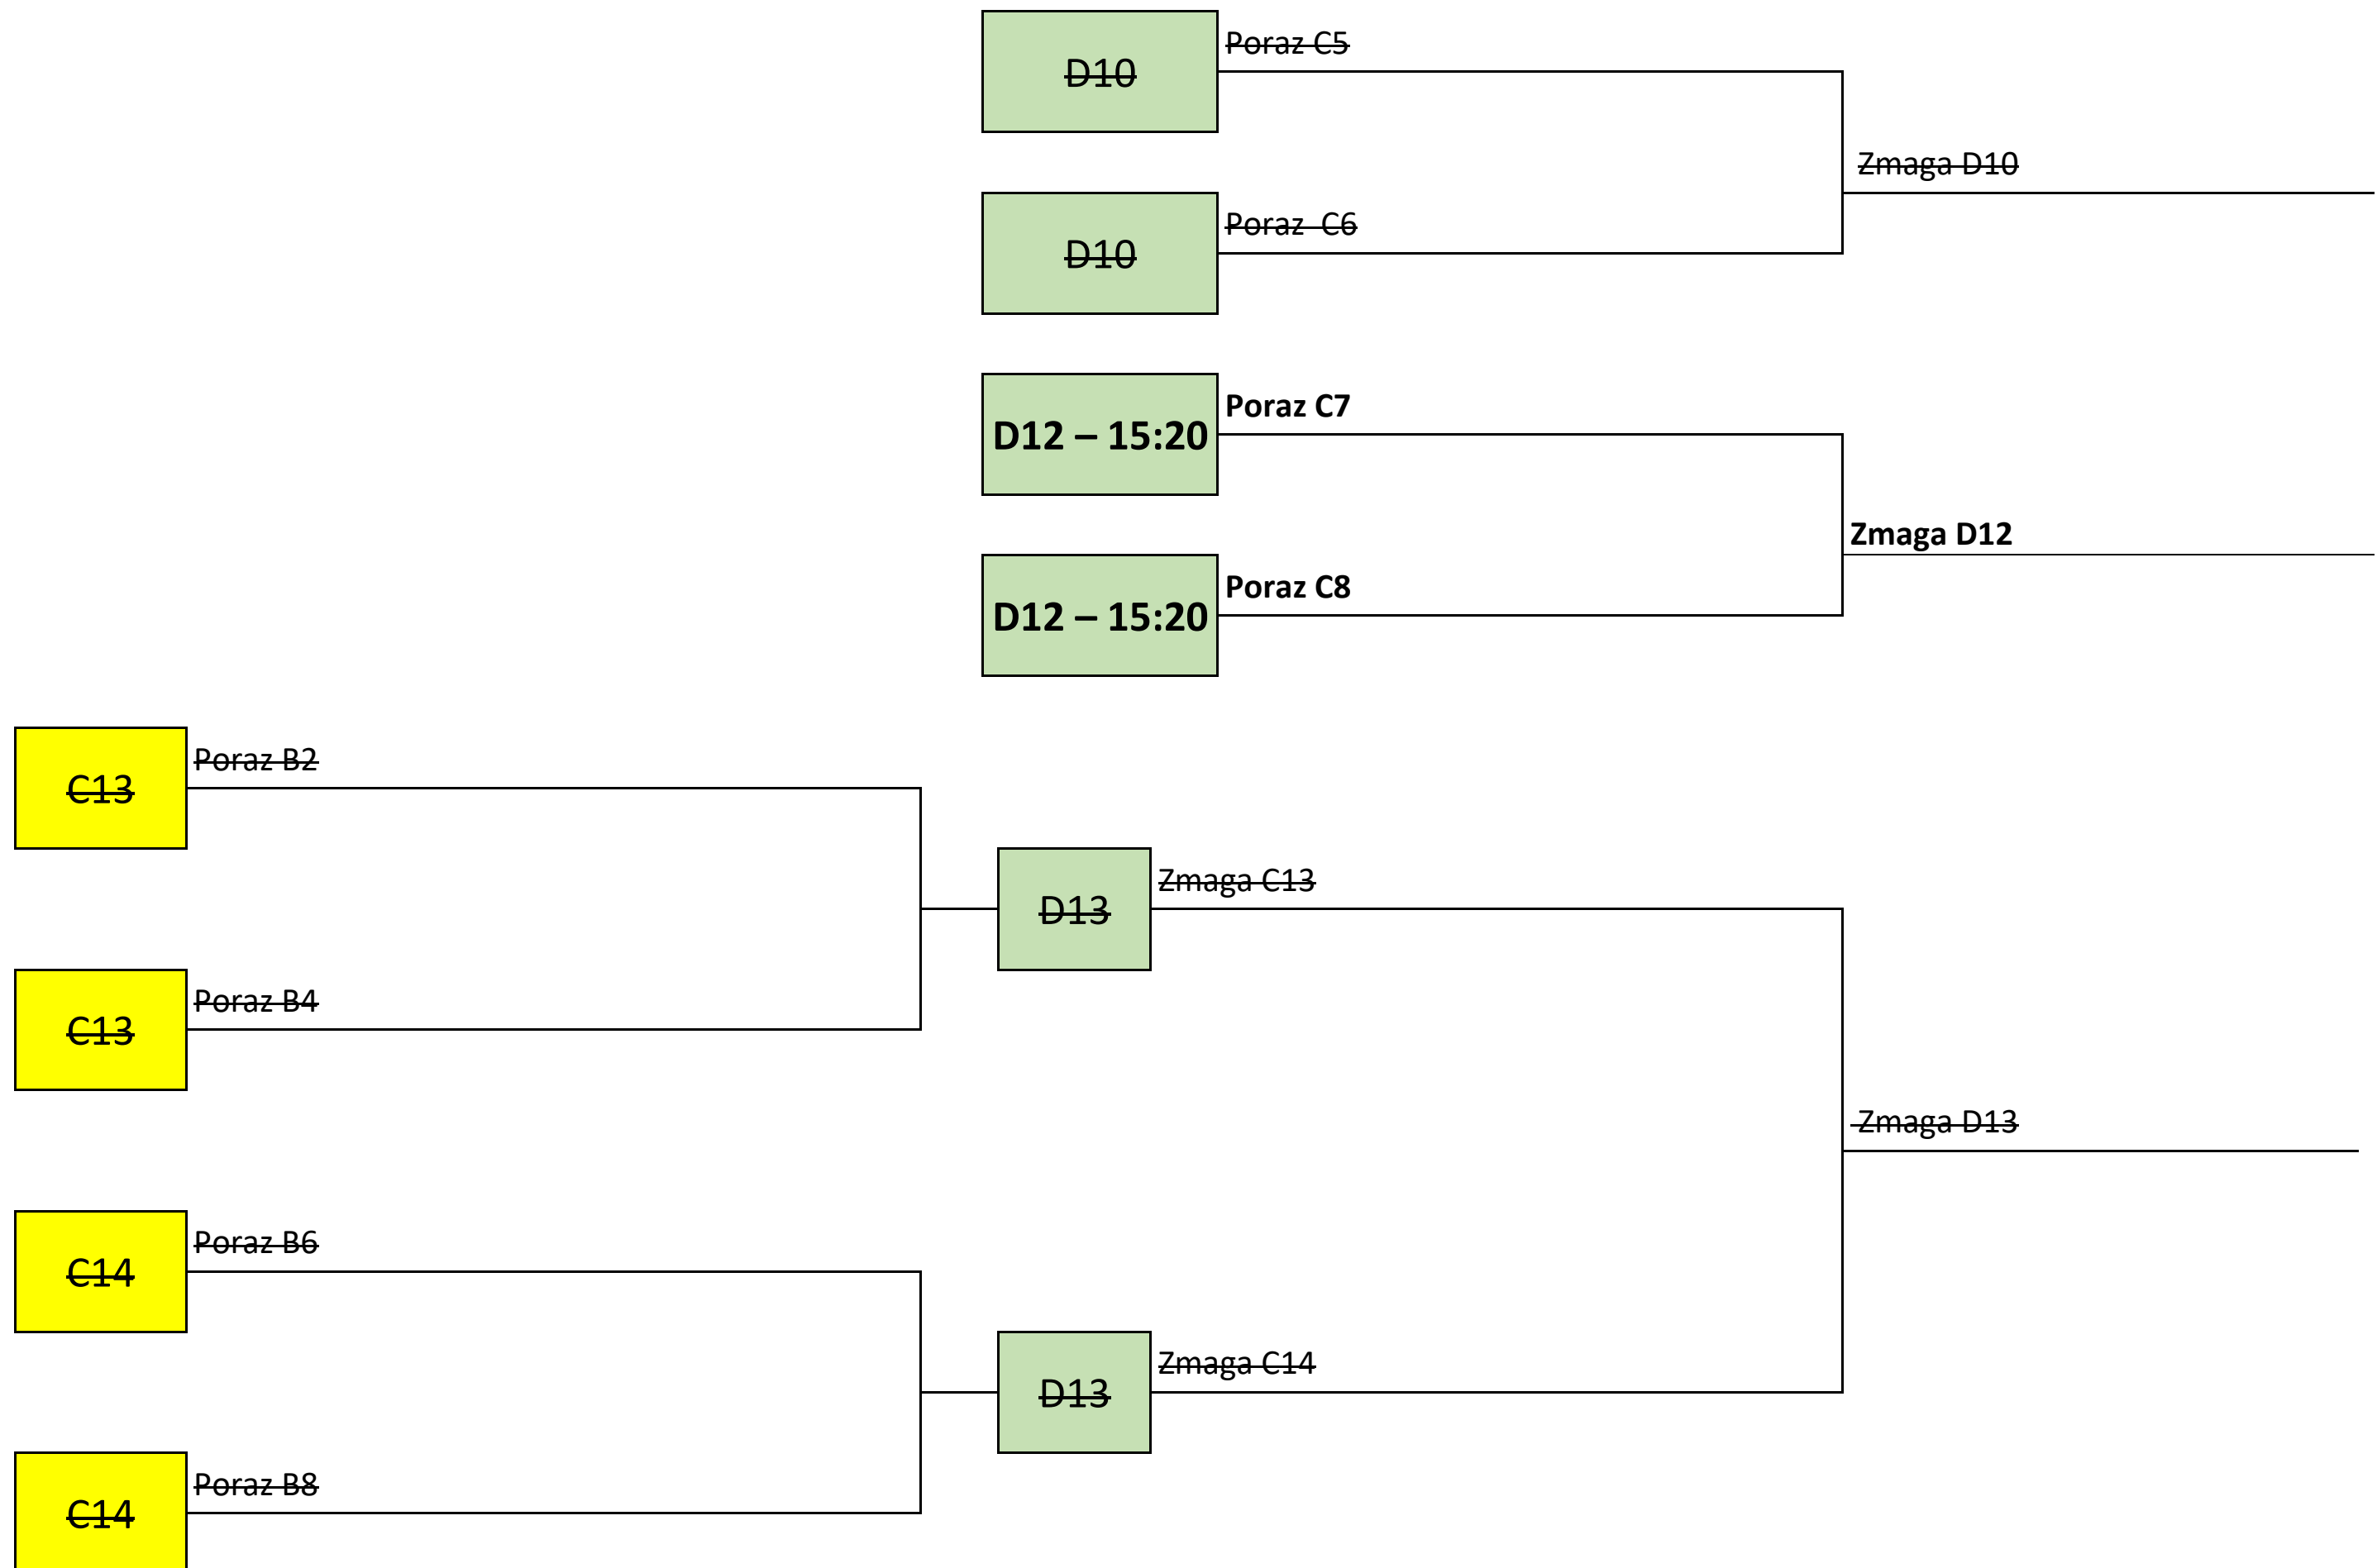 D10
Poraz C5
Zmaga D10
D10
Poraz  C6
D12 – 15:20
Poraz C7
Zmaga D12
D12 – 15:20
Poraz C8
C13
Poraz B2
D13
Zmaga C13
C13
Poraz B4
Zmaga D13
C14
Poraz B6
D13
Zmaga C14
C14
Poraz B8